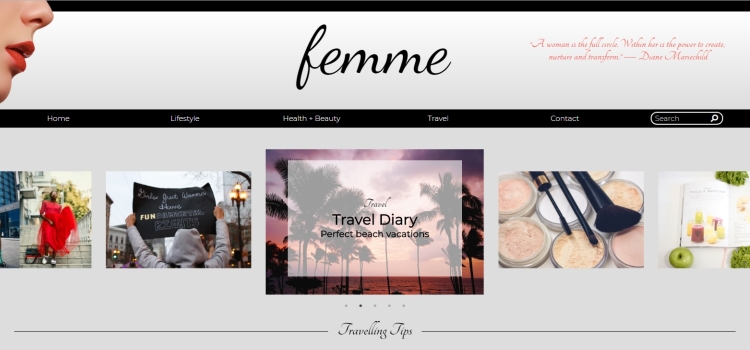 femme
"A woman is the full circle. Within her is the power to create,
nurture and transform." — Diane Mariechild
Home Lifestyle Health + Beauty Travel Contact Search
Girls Just Wanna
Have
FUNDAMENTAL
Travel
Travel Diary
Perfect beach vacations
Travelling Tips